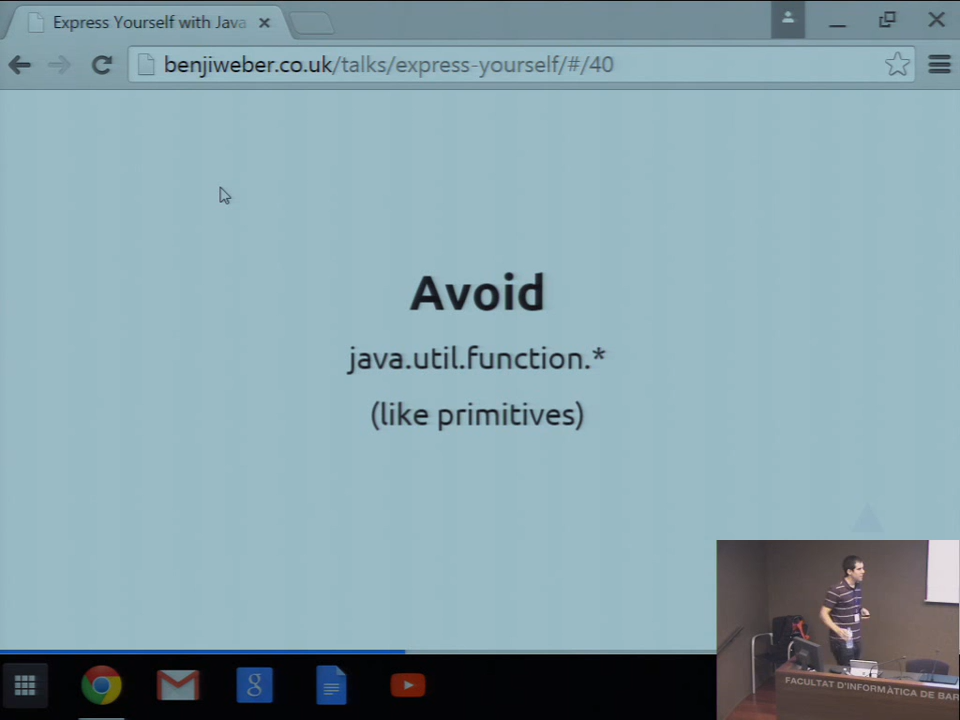 Express Yourself with Java
benjiweber.co.uk/talks/express-yourself/#/40
Avoid
java.util.function.*
(like primitives)
g
FACULTAT D'INFORMÀTICA DE BAR